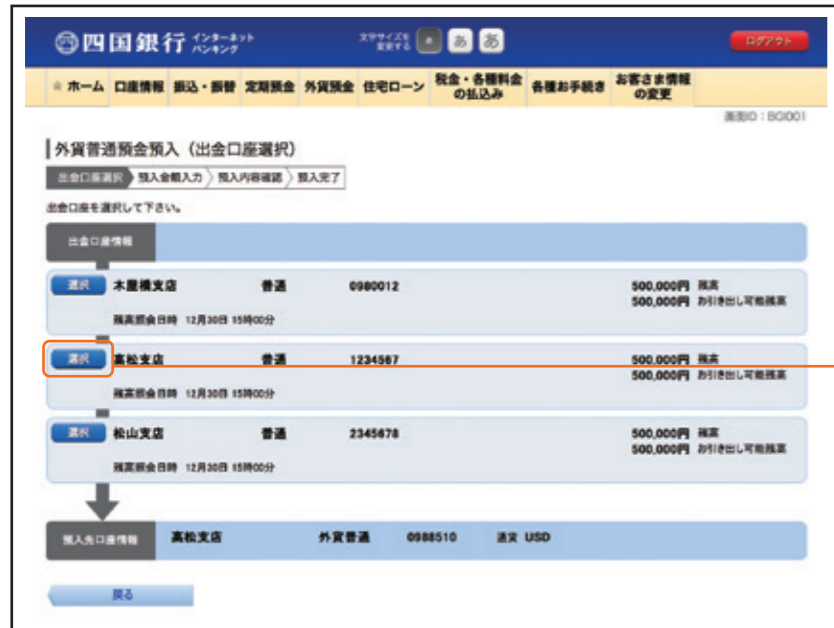 四国銀行 インターネットバンキング 文字サイズを変更する あ あ あ ログアウト
ホーム 口座情報 振込・振替 定期預金 外貨預金 住宅ローン 税金・各種料金の払込み 各種お手続き お客さま情報の変更
画面ID：BGI001
外貨普通預金預入（出金口座選択）
出金口座選択 預入金額入力 預入内容確認 預入完了
出金口座を選択して下さい。
出金口座情報
選択 木屋橋支店 普通 0980012 500,000円 残高
500,000円 お引き出し可能残高
残高照会日時 12月30日 15時00分
選択 高松支店 普通 1234567 500,000円 残高
500,000円 お引き出し可能残高
残高照会日時 12月30日 15時00分
選択 松山支店 普通 2345678 500,000円 残高
500,000円 お引き出し可能残高
残高照会日時 12月30日 15時00分
預入先口座情報 高松支店 外貨普通 0988510 通貨 USD
戻る